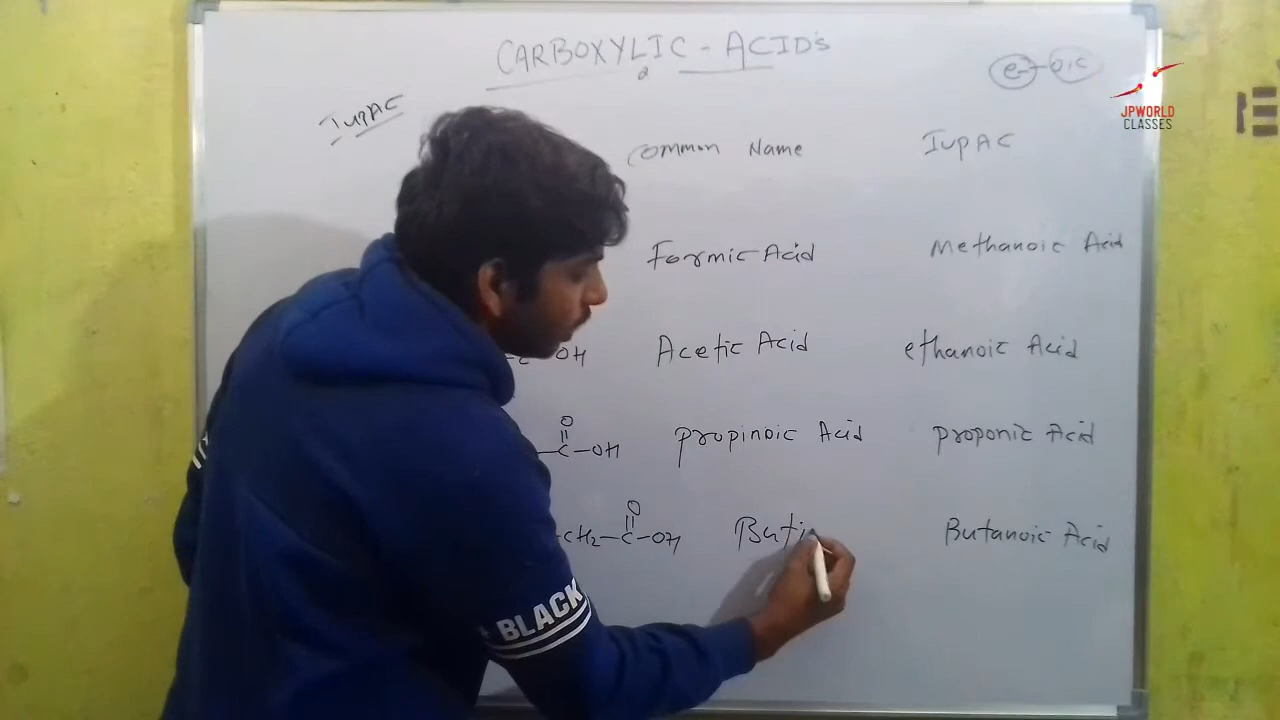 CARBOXYLIC - ACID's
e - oic
IUPAC
JPWORLD
CLASSES
Common Name
IUPAC
Formic Acid
Methanoic Acid
OH
Acetic Acid
ethanoic Acid
O
-C-OH
propinoic Acid
proponic Acid
O
-CH2-C-OH
Buti
Butanoic Acid
BLACK